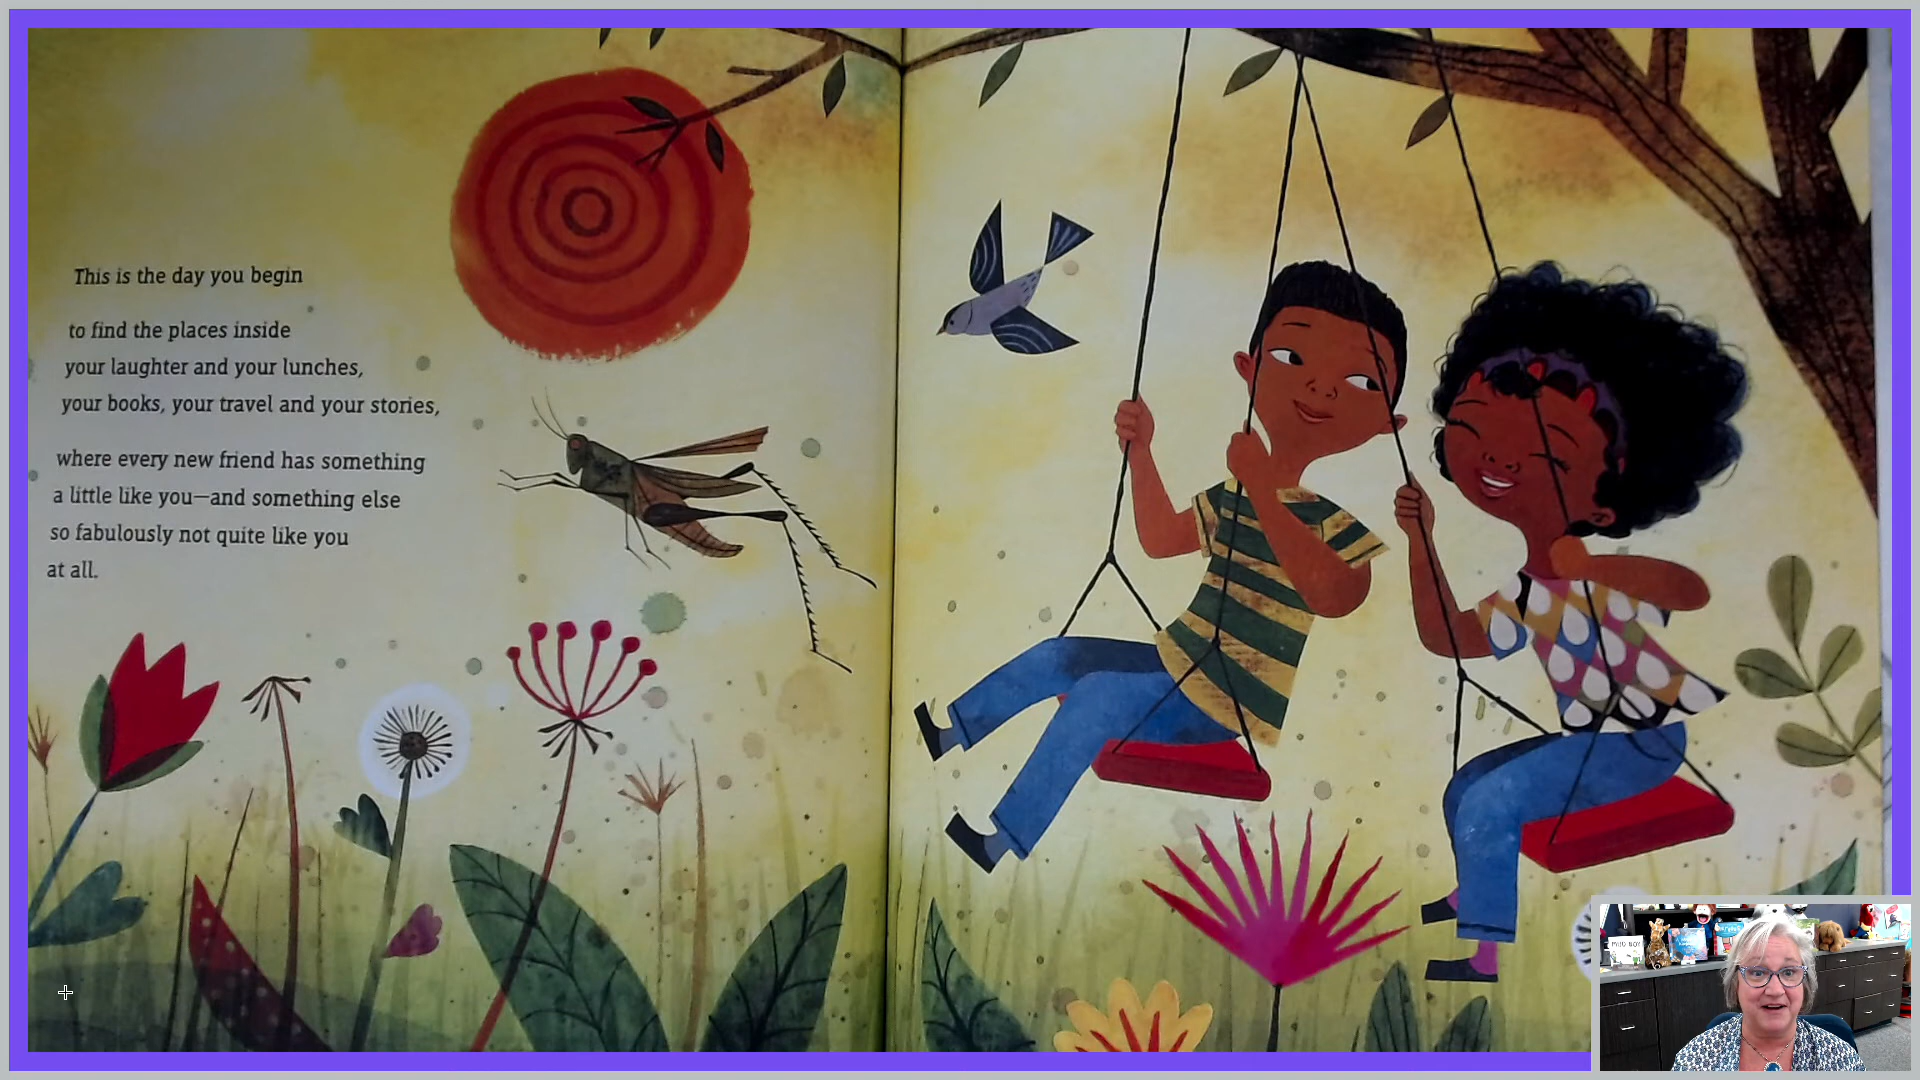 This is the day you begin
to find the places inside
your laughter and your lunches,
your books, your travel and your stories,
where every new friend has something
a little like you—and something else
so fabulously not quite like you
at all.
MUD BOY